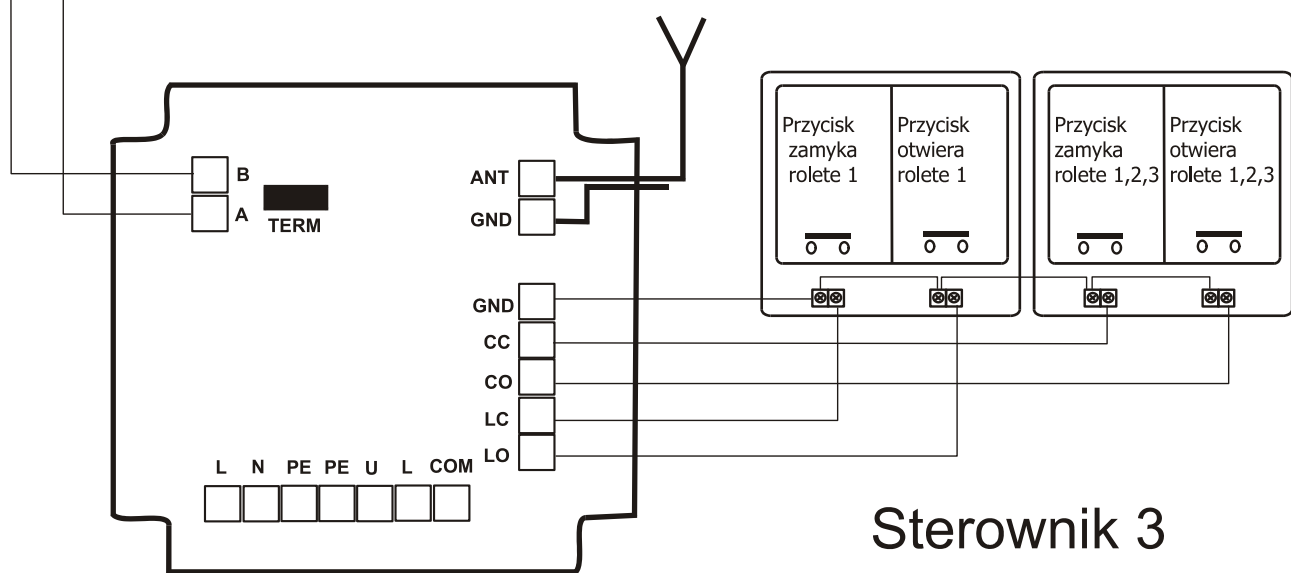 B
A
TERM
ANT
GND
GND
CC
CO
LC
LO
L N PE PE U L COM
Przycisk
zamyka
rolete 1
Przycisk
otwiera
rolete 1
Przycisk
zamyka
rolete 1,2,3
Przycisk
otwiera
rolete 1,2,3
Sterownik 3